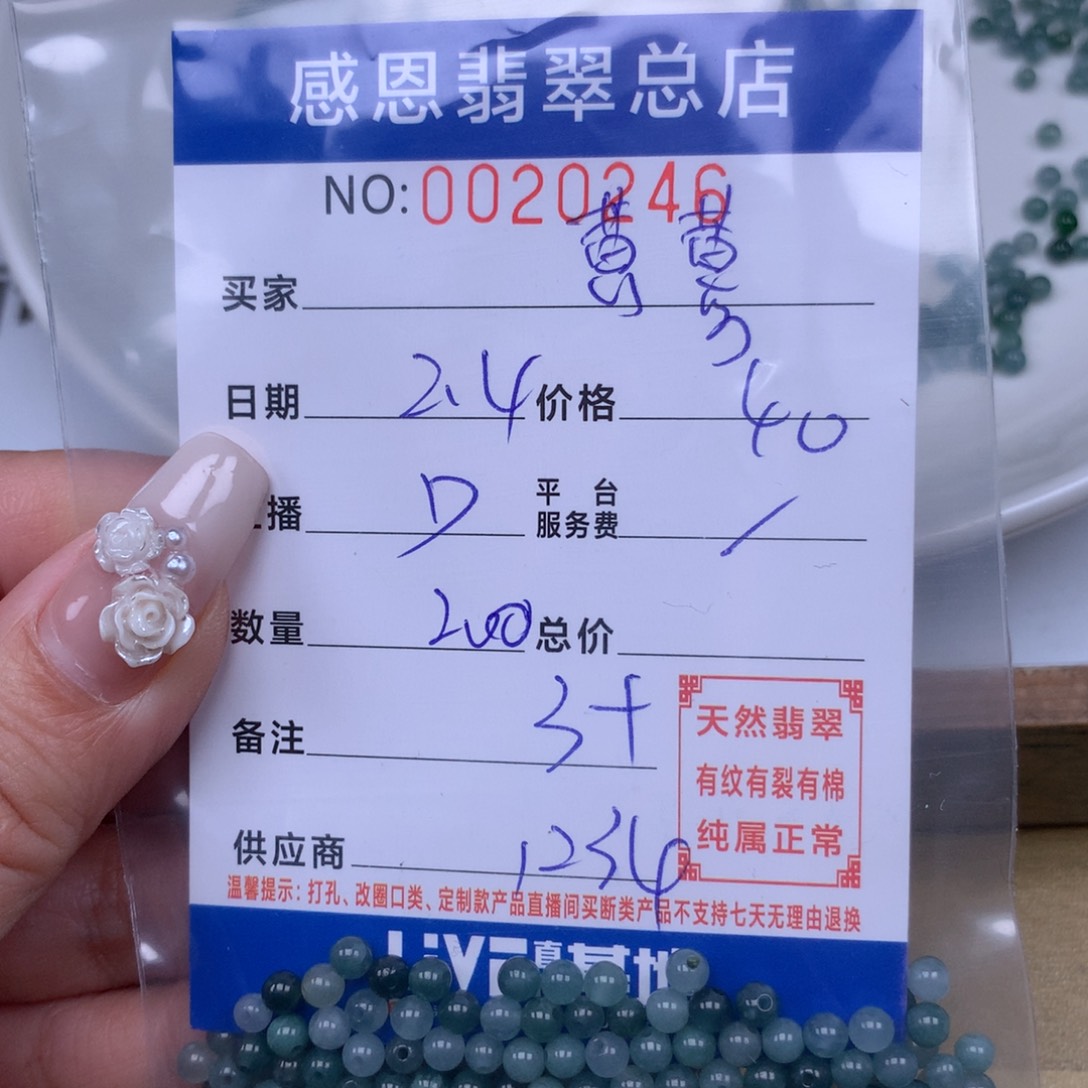 感恩翡翠总店
NO:0020246
买家
日期 2.4 价格 40
播 平台服务费 /
数量 200 总价
备注 3十
天然翡翠
有纹有裂有棉
纯属正常
供应商 1234
温馨提示：打孔、改圈口类、定制款产品直播间买断类产品不支持七天无理由退换